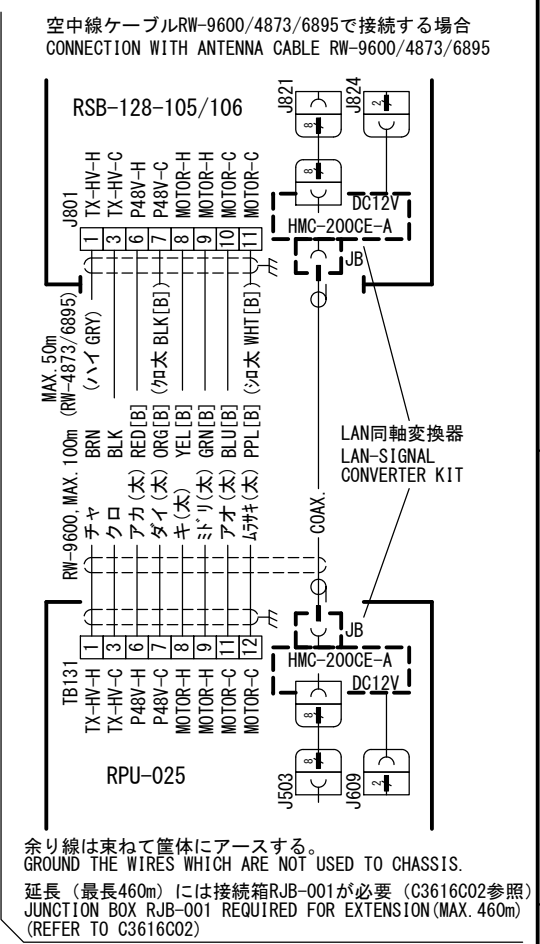 空中線ケーブルRW-9600/4873/6895で接続する場合
CONNECTION WITH ANTENNA CABLE RW-9600/4873/6895
RSB-128-105/106
J821
J824
8
2
8
DC12V
HMC-200CE-A
JB
J801
TX-HV-H
TX-HV-C
P48V-H
P48V-C
MOTOR-H
MOTOR-H
MOTOR-C
MOTOR-C
1 3 6 7 8 9 10 11
MAX. 50m
(RW-4873/6895)
(ハイ GRY)
(クロ太 BLK[B])
(シロ太 WHT[B])
RW-9600, MAX. 100m
チャ BRN
クロ BLK
アカ(太) RED[B]
ダイ(太) ORG[B]
キ(太) YEL[B]
ミドリ(太) GRN[B]
アオ(太) BLU[B]
ムラサキ(太) PPL[B]
COAX.
LAN同軸変換器
LAN-SIGNAL
CONVERTER KIT
TB131
1 3 6 7 8 9 11 12
TX-HV-H
TX-HV-C
P48V-H
P48V-C
MOTOR-H
MOTOR-H
MOTOR-C
MOTOR-C
JB
HMC-200CE-A
DC12V
8
8
2
J503
J609
RPU-025
余り線は束ねて筐体にアースする。
GROUND THE WIRES WHICH ARE NOT USED TO CHASSIS.
延長（最長460m）には接続箱RJB-001が必要（C3616C02参照）
JUNCTION BOX RJB-001 REQUIRED FOR EXTENSION(MAX. 460m)
(REFER TO C3616C02)